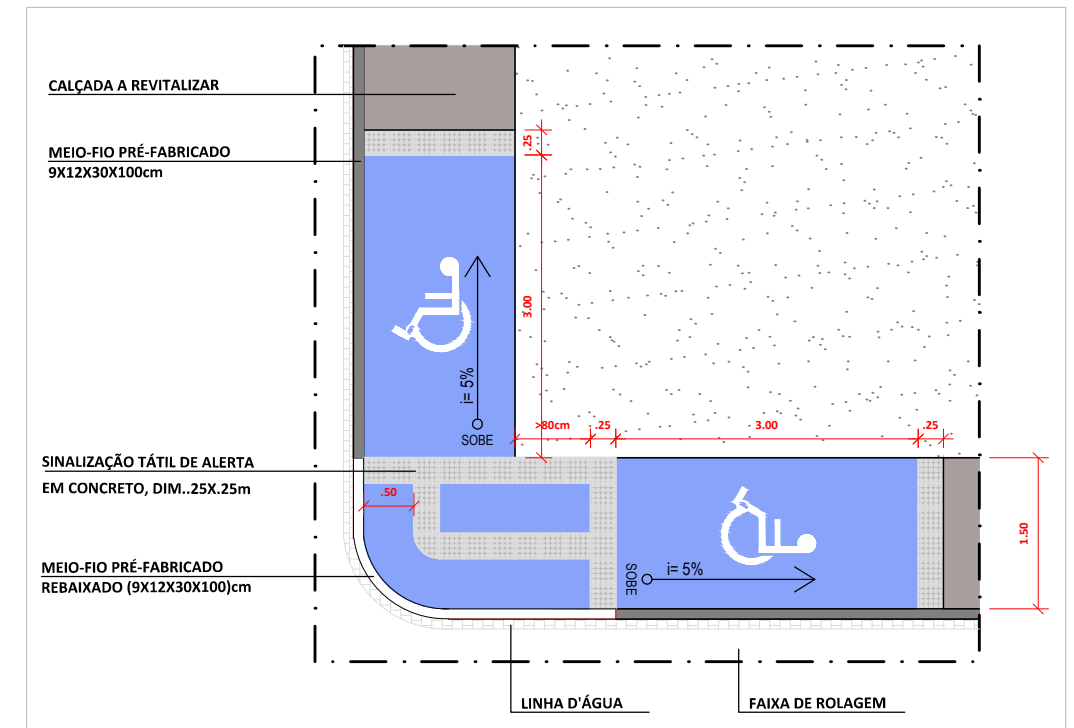 CALÇADA A REVITALIZAR
.25
MEIO-FIO PRÉ-FABRICADO
9X12X30X100cm
3.00
i= 5%
SOBE
>80cm
.25
3.00
.25
SINALIZAÇÃO TÁTIL DE ALERTA
EM CONCRETO, DIM..25X.25m
.50
1.50
MEIO-FIO PRÉ-FABRICADO
REBAIXADO (9X12X30X100)cm
SOBE
i= 5%
LINHA D'ÁGUA
FAIXA DE ROLAGEM